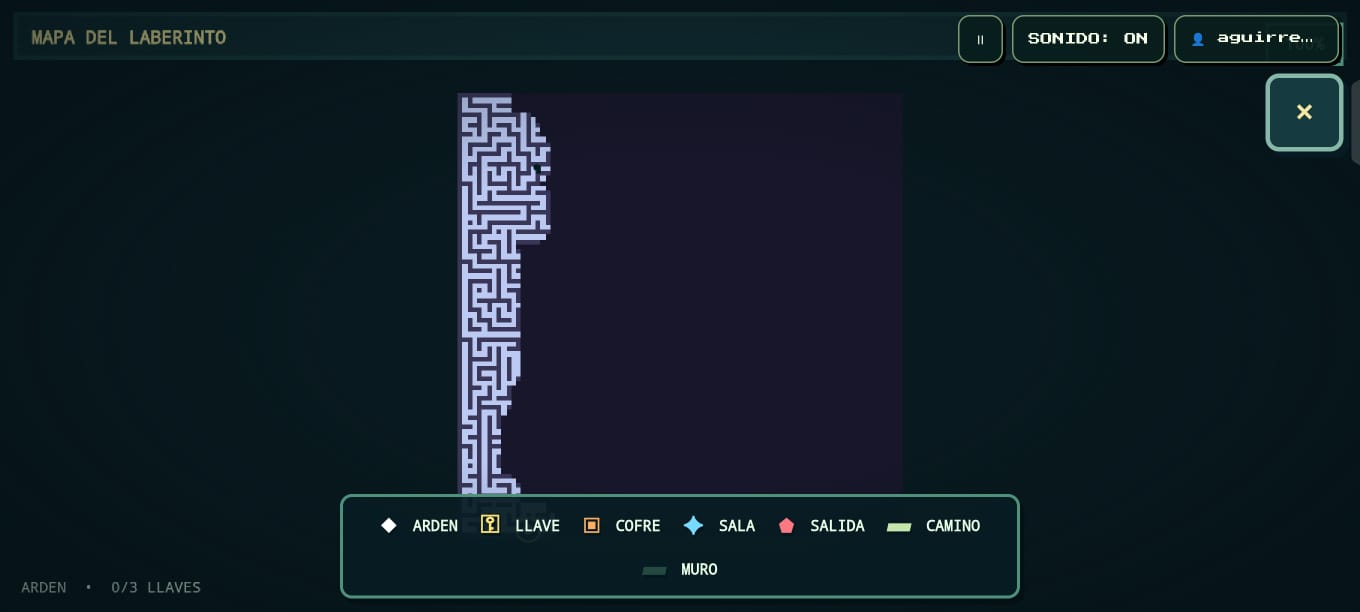 MAPA DEL LABERINTO
SONIDO: ON
aguirre…
ARDEN
LLAVE
COFRE
SALA
SALIDA
CAMINO
MURO
ARDEN • 0/3 LLAVES